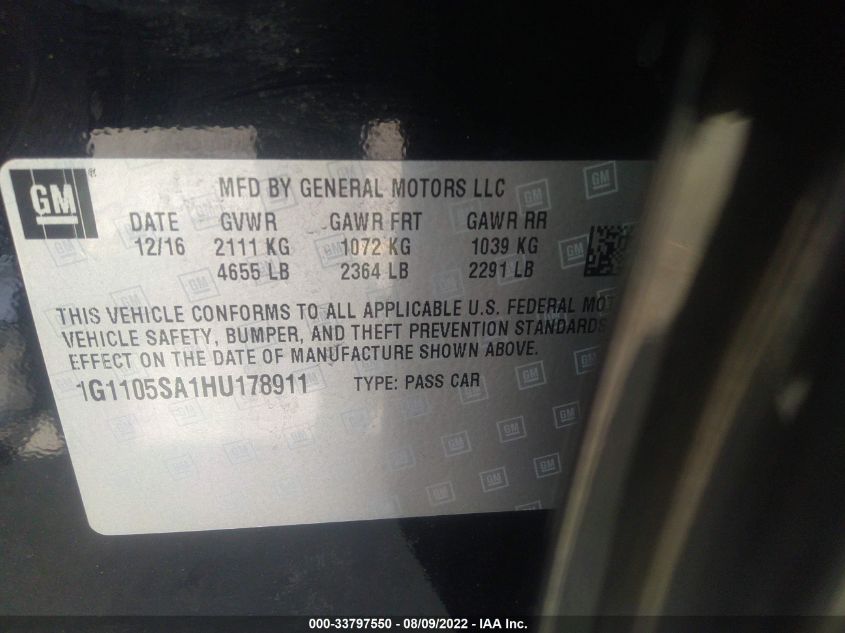 GM ®
MFD BY GENERAL MOTORS LLC
DATE GVWR GAWR FRT GAWR RR
12/16 2111 KG 1072 KG 1039 KG
4655 LB 2364 LB 2291 LB
THIS VEHICLE CONFORMS TO ALL APPLICABLE U.S. FEDERAL MOT
VEHICLE SAFETY, BUMPER, AND THEFT PREVENTION STANDARDS
EFFECT ON THE DATE OF MANUFACTURE SHOWN ABOVE.
1G1105SA1HU178911 TYPE: PASS CAR
000-33797550 - 08/09/2022 - IAA Inc.